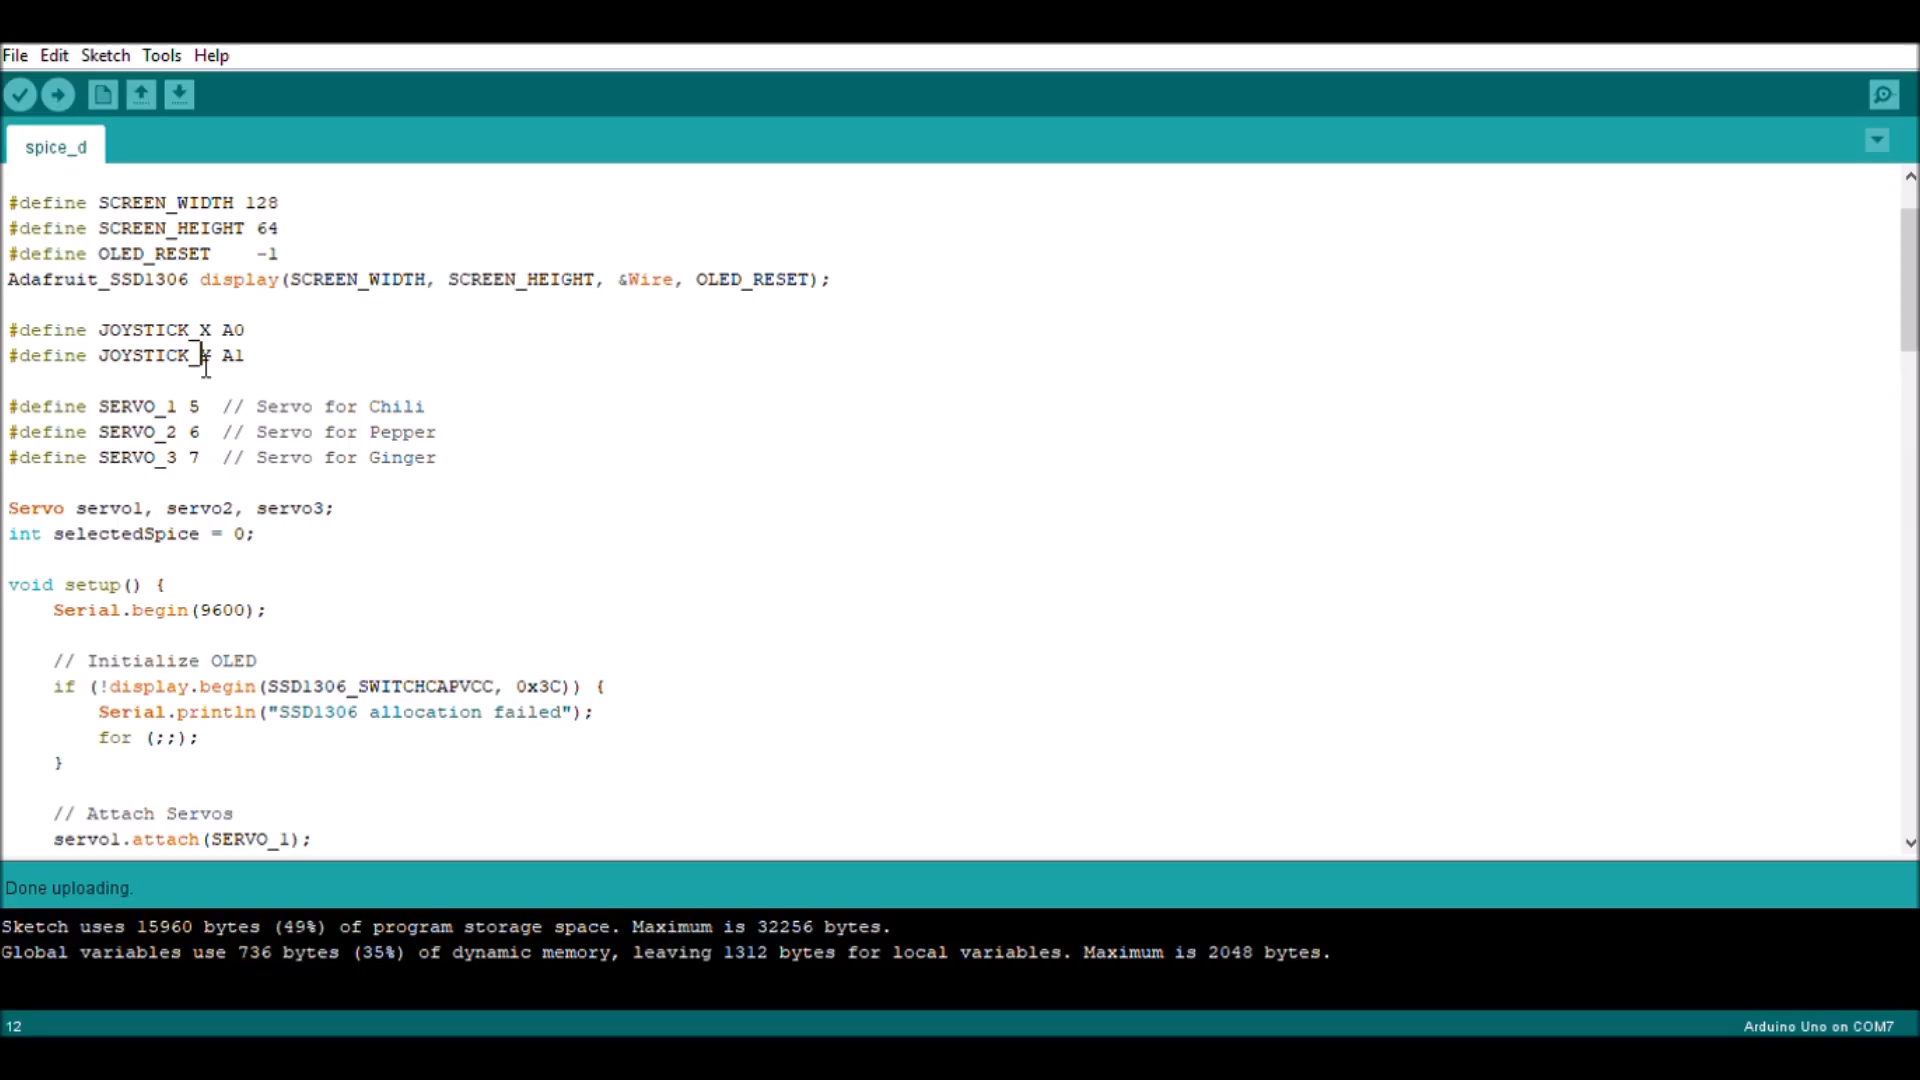 File Edit Sketch Tools Help
spice_d
#define SCREEN_WIDTH 128
#define SCREEN_HEIGHT 64
#define OLED_RESET    -1
Adafruit_SSD1306 display(SCREEN_WIDTH, SCREEN_HEIGHT, &Wire, OLED_RESET);
#define JOYSTICK_X A0
#define JOYSTICK_Y A1
#define SERVO_1 5  // Servo for Chili
#define SERVO_2 6  // Servo for Pepper
#define SERVO_3 7  // Servo for Ginger
Servo servo1, servo2, servo3;
int selectedSpice = 0;
void setup() {
    Serial.begin(9600);
    // Initialize OLED
    if (!display.begin(SSD1306_SWITCHCAPVCC, 0x3C)) {
        Serial.println("SSD1306 allocation failed");
        for (;;);
    }
    // Attach Servos
    servo1.attach(SERVO_1);
Done uploading.
Sketch uses 15960 bytes (49%) of program storage space. Maximum is 32256 bytes.
Global variables use 736 bytes (35%) of dynamic memory, leaving 1312 bytes for local variables. Maximum is 2048 bytes.
12 Arduino Uno on COM7